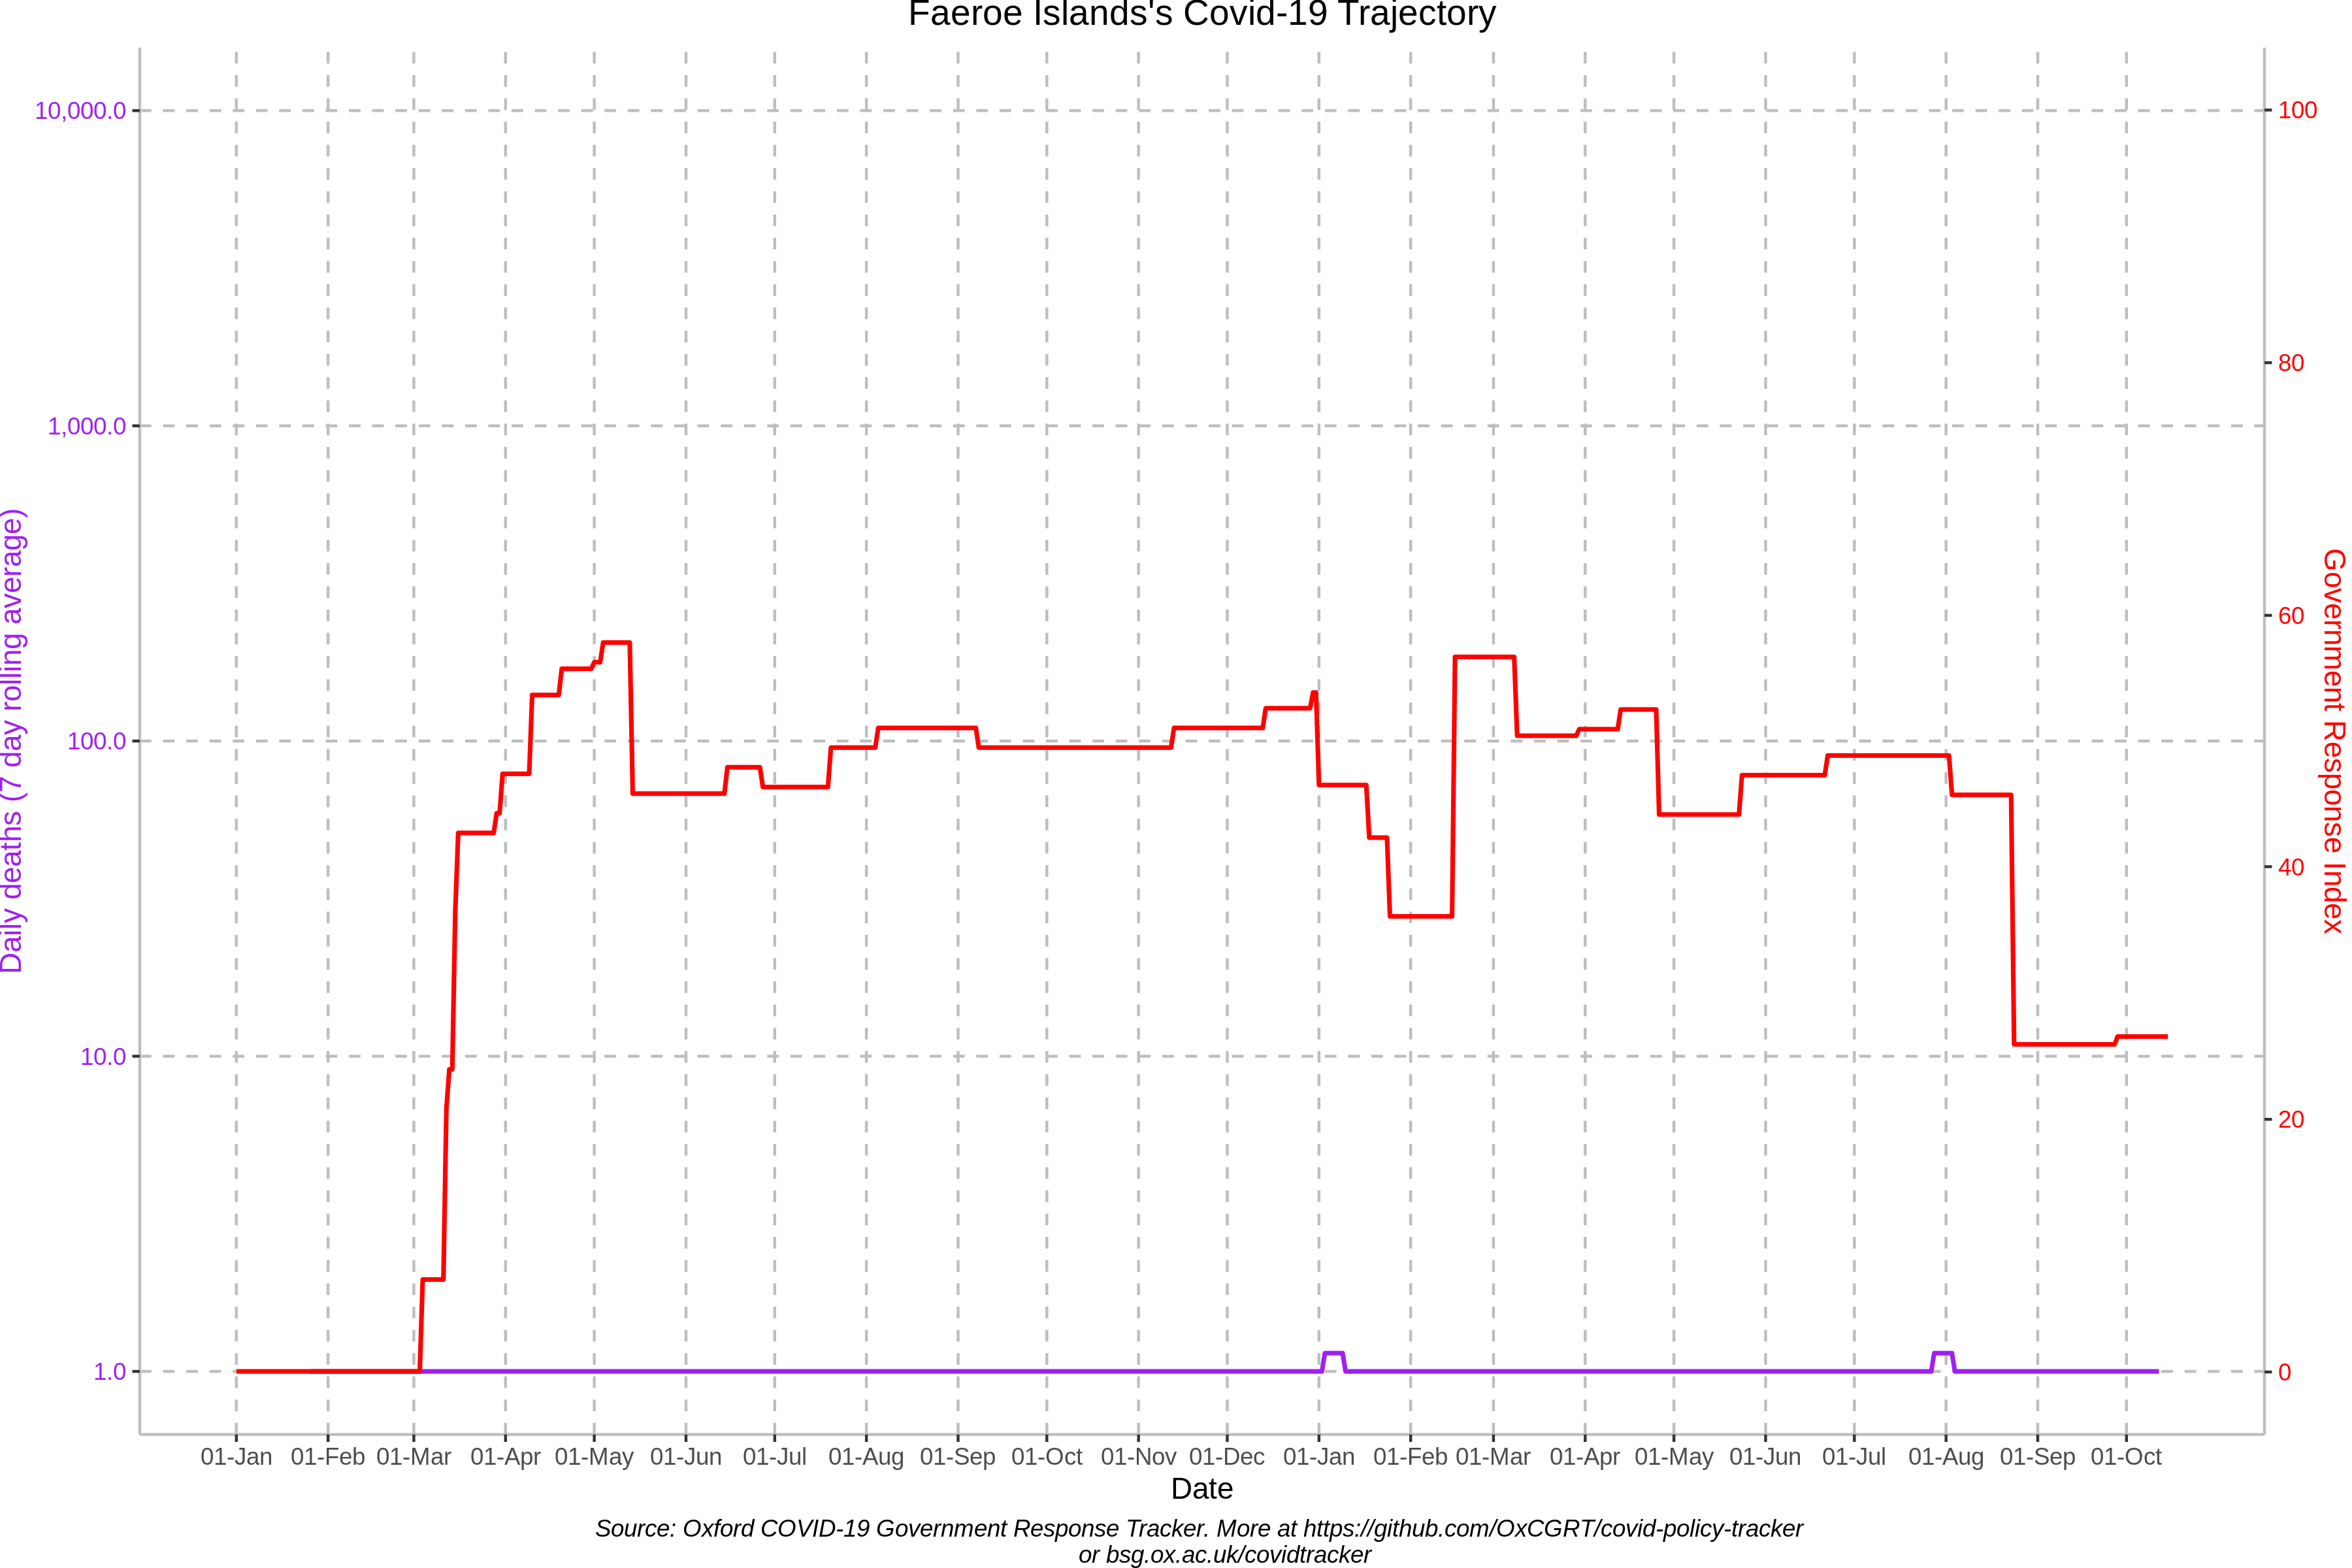 Faeroe Islands's Covid-19 Trajectory
10,000.0
1,000.0
100.0
10.0
1.0
Daily deaths (7 day rolling average)
100
80
60
40
20
0
Government Response Index
01-Jan 01-Feb 01-Mar 01-Apr 01-May 01-Jun 01-Jul 01-Aug 01-Sep 01-Oct 01-Nov 01-Dec 01-Jan 01-Feb 01-Mar 01-Apr 01-May 01-Jun 01-Jul 01-Aug 01-Sep 01-Oct
Date
Source: Oxford COVID-19 Government Response Tracker. More at https://github.com/OxCGRT/covid-policy-tracker
or bsg.ox.ac.uk/covidtracker